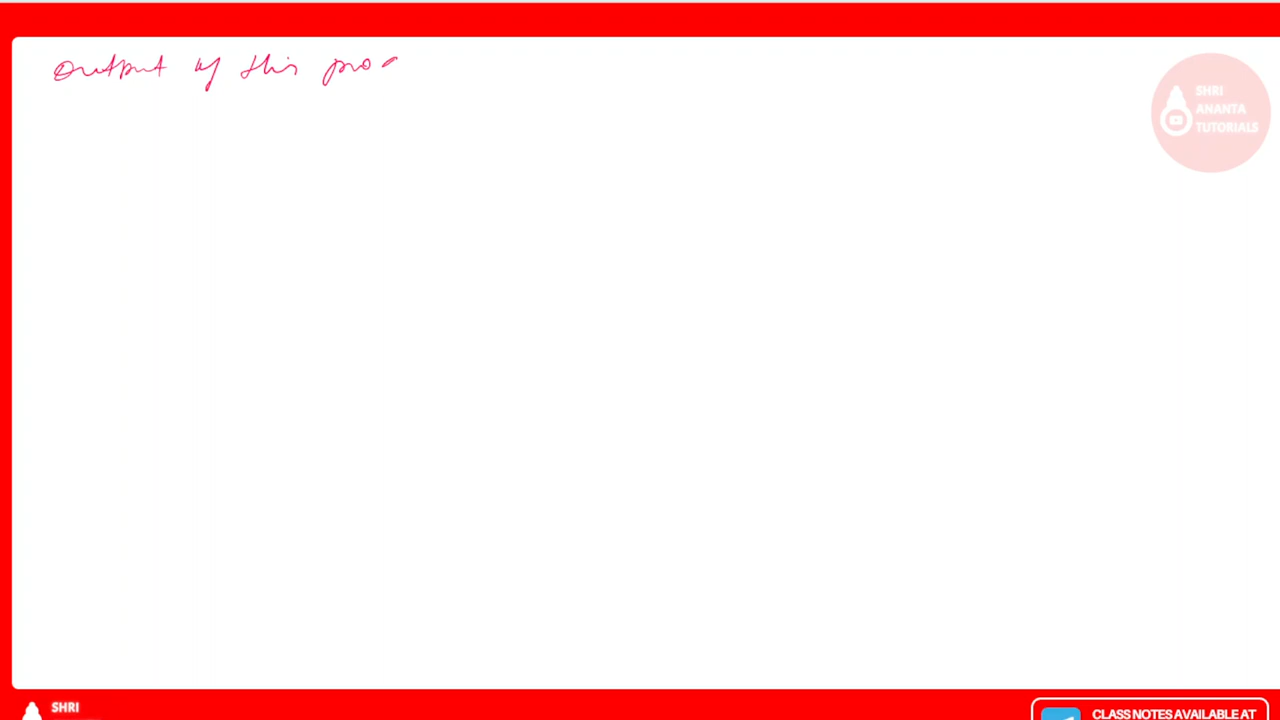 output of this pro
SHRI
ANANTA
TUTORIALS
SHRI
CLASS NOTES AVAILABLE AT